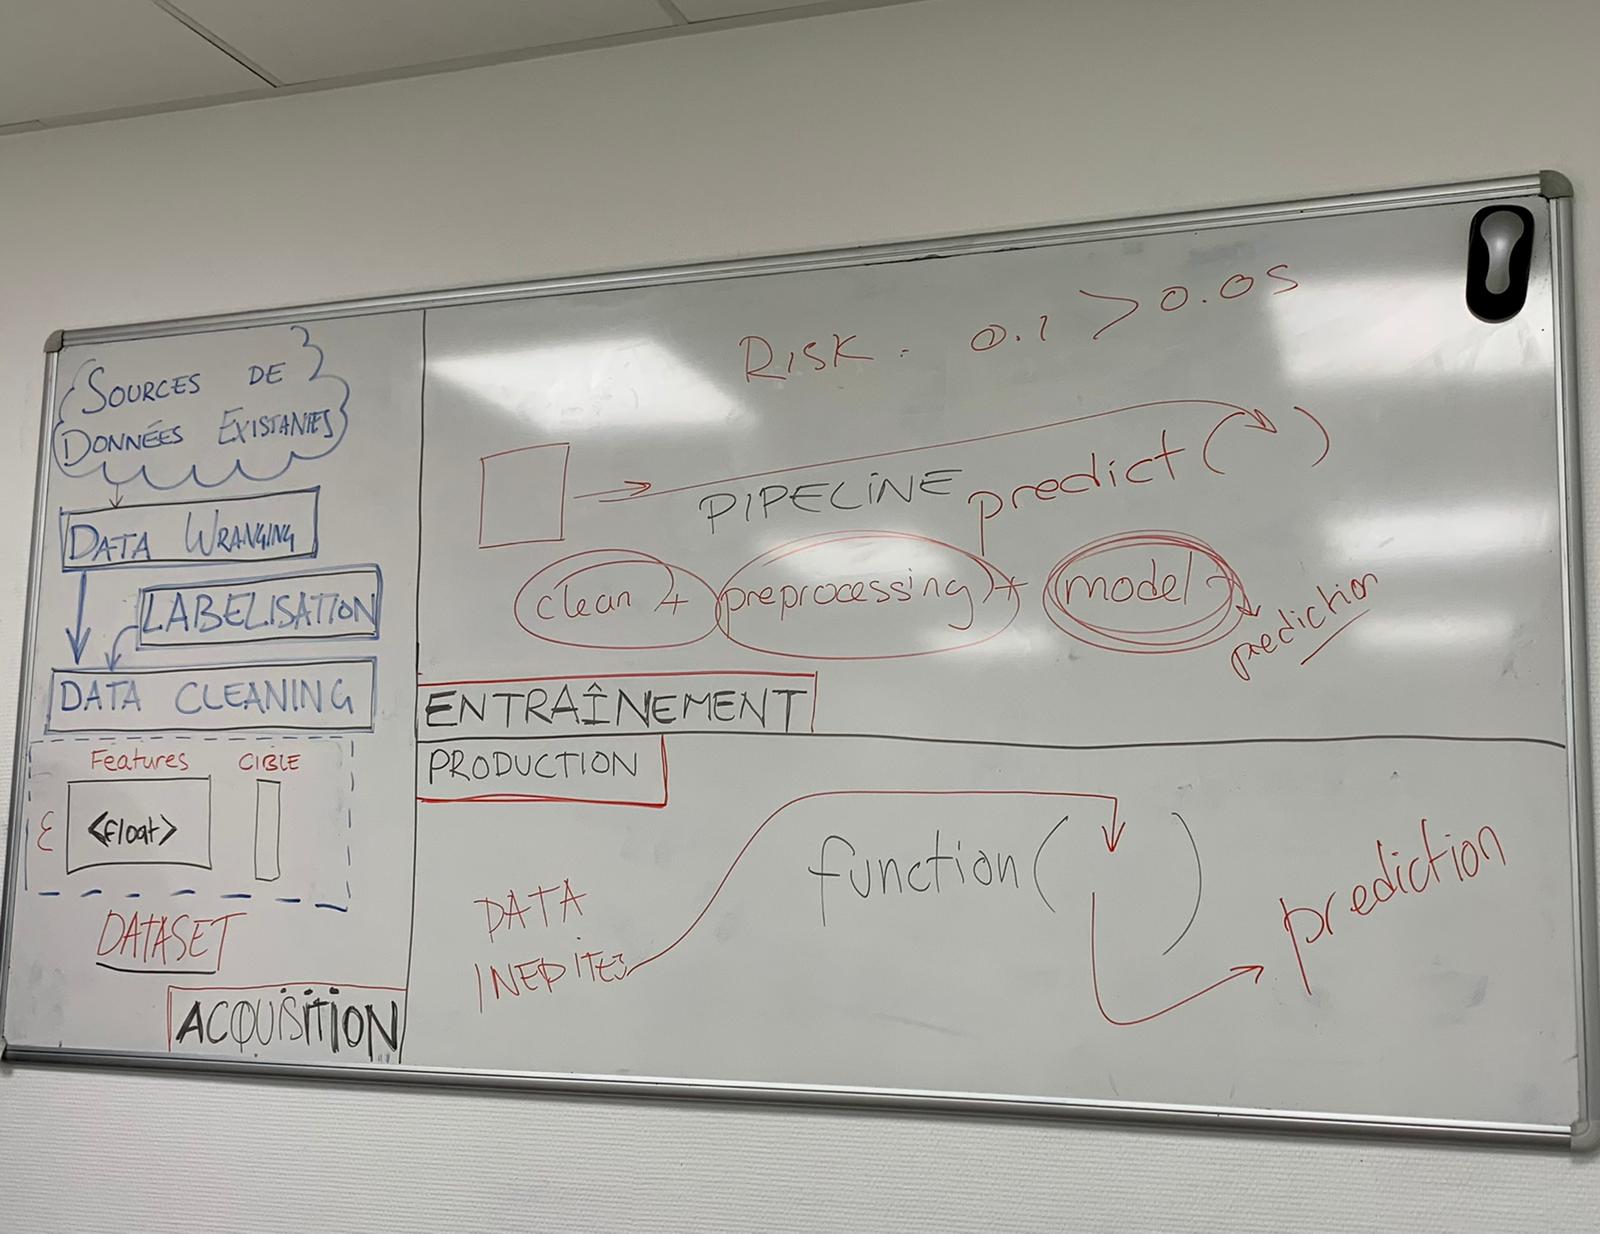 SOURCES DE
DONNÉES EXISTANTES
DATA WRANGING
LABELISATION
DATA CLEANING
Features CIBLE
<float>
DATASET
ACQUISITION
RISK. 0.1 > 0.05
PIPELINE predict ( )
clean + preprocessing + model
prediction
ENTRAÎNEMENT
PRODUCTION
function ( )
DATA
INEDITES
prediction